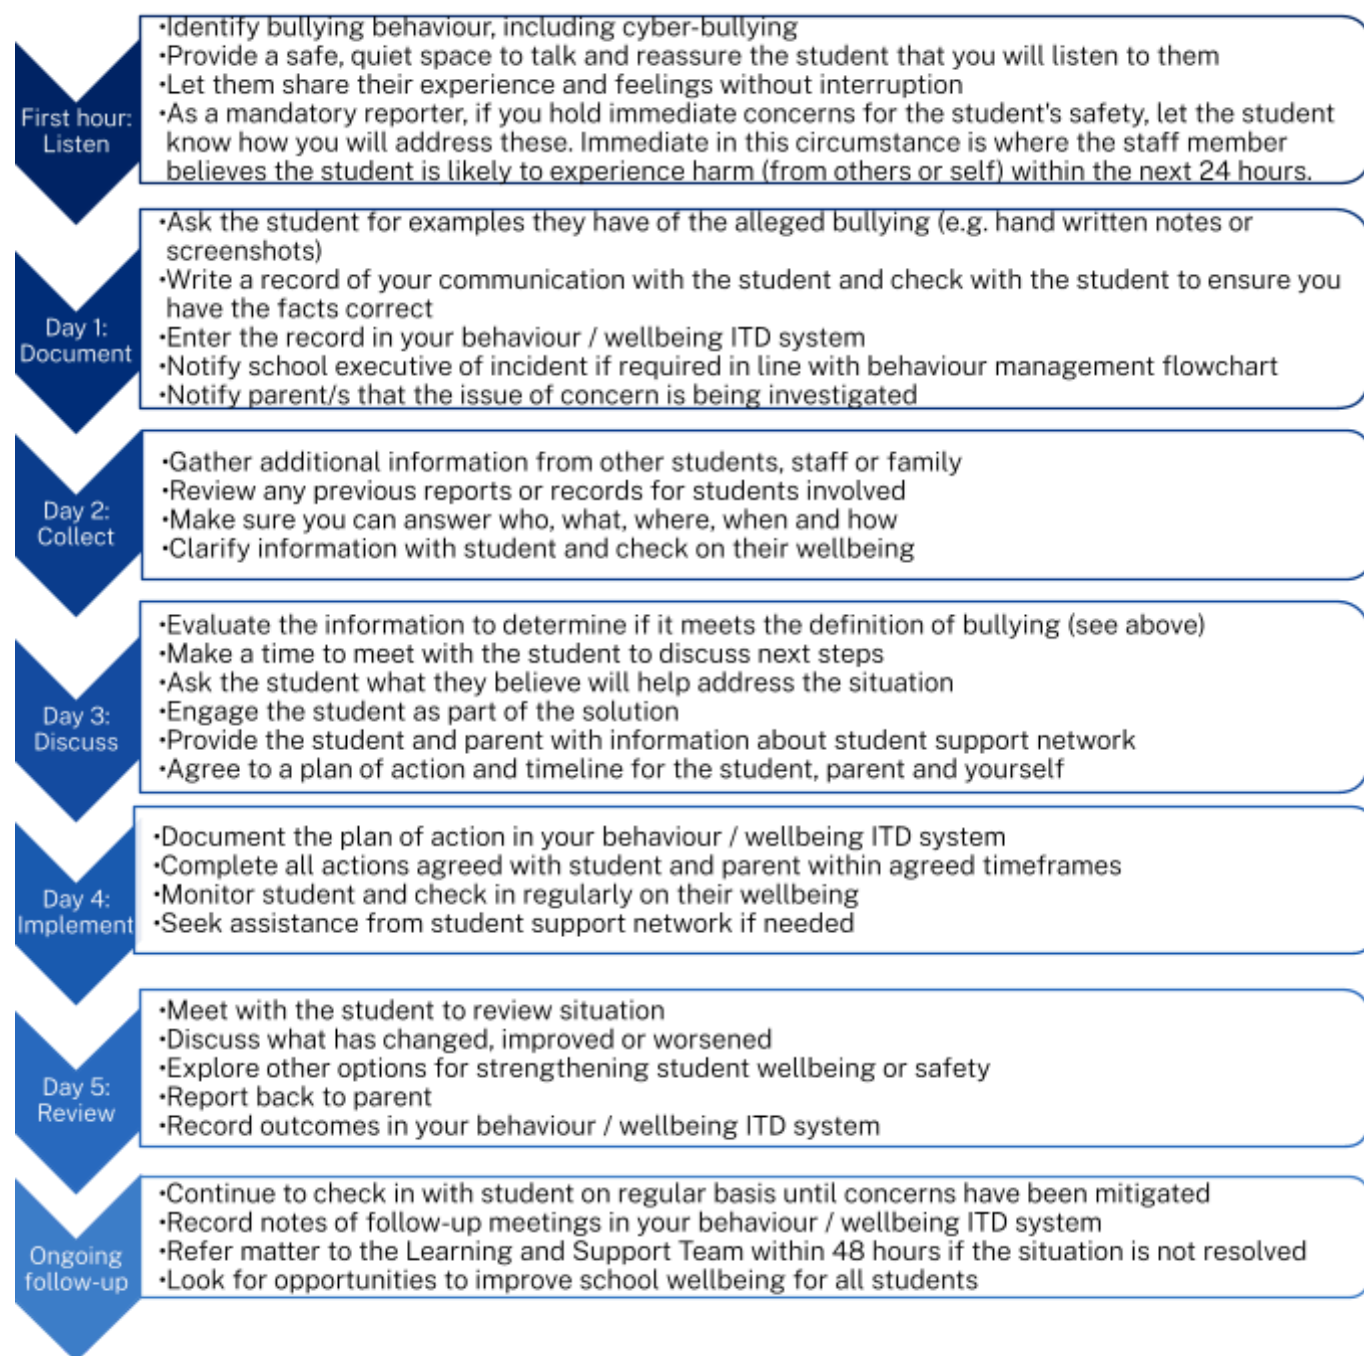 First hour:
Listen
•Identify bullying behaviour, including cyber-bullying
•Provide a safe, quiet space to talk and reassure the student that you will listen to them
•Let them share their experience and feelings without interruption
•As a mandatory reporter, if you hold immediate concerns for the student's safety, let the student
know how you will address these. Immediate in this circumstance is where the staff member
believes the student is likely to experience harm (from others or self) within the next 24 hours.
Day 1:
Document
•Ask the student for examples they have of the alleged bullying (e.g. hand written notes or
screenshots)
•Write a record of your communication with the student and check with the student to ensure you
have the facts correct
•Enter the record in your behaviour / wellbeing ITD system
•Notify school executive of incident if required in line with behaviour management flowchart
•Notify parent/s that the issue of concern is being investigated
Day 2:
Collect
•Gather additional information from other students, staff or family
•Review any previous reports or records for students involved
•Make sure you can answer who, what, where, when and how
•Clarify information with student and check on their wellbeing
Day 3:
Discuss
•Evaluate the information to determine if it meets the definition of bullying (see above)
•Make a time to meet with the student to discuss next steps
•Ask the student what they believe will help address the situation
•Engage the student as part of the solution
•Provide the student and parent with information about student support network
•Agree to a plan of action and timeline for the student, parent and yourself
Day 4:
Implement
•Document the plan of action in your behaviour / wellbeing ITD system
•Complete all actions agreed with student and parent within agreed timeframes
•Monitor student and check in regularly on their wellbeing
•Seek assistance from student support network if needed
Day 5:
Review
•Meet with the student to review situation
•Discuss what has changed, improved or worsened
•Explore other options for strengthening student wellbeing or safety
•Report back to parent
•Record outcomes in your behaviour / wellbeing ITD system
Ongoing
follow-up
•Continue to check in with student on regular basis until concerns have been mitigated
•Record notes of follow-up meetings in your behaviour / wellbeing ITD system
•Refer matter to the Learning and Support Team within 48 hours if the situation is not resolved
•Look for opportunities to improve school wellbeing for all students